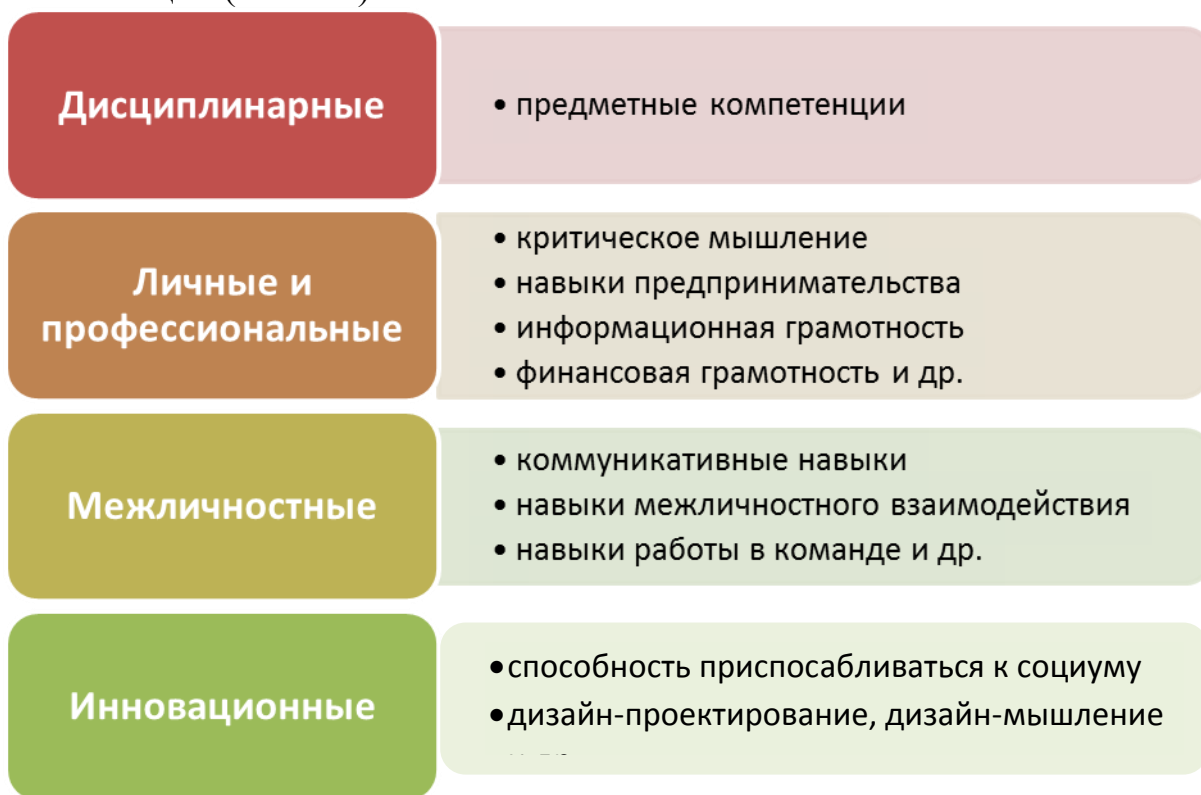 Дисциплинарные
• предметные компетенции
Личные и
профессиональные
• критическое мышление
• навыки предпринимательства
• информационная грамотность
• финансовая грамотность и др.
Межличностные
• коммуникативные навыки
• навыки межличностного взаимодействия
• навыки работы в команде и др.
Инновационные
•способность приспосабливаться к социуму
•дизайн-проектирование, дизайн-мышление